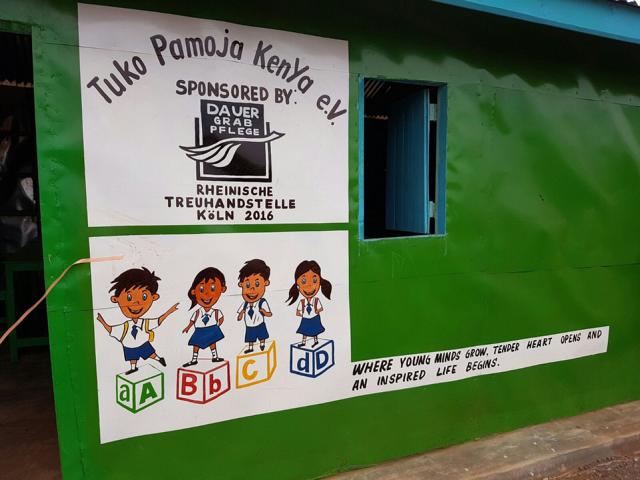 Tuko Pamoja Kenya e.V.
SPONSORED BY:
DAUER
GRAB
PFLEGE
RHEINISCHE
TREUHANDSTELLE
KÖLN 2016
aA Bb C dD
WHERE YOUNG MINDS GROW, TENDER HEART OPENS AND
AN INSPIRED LIFE BEGINS.